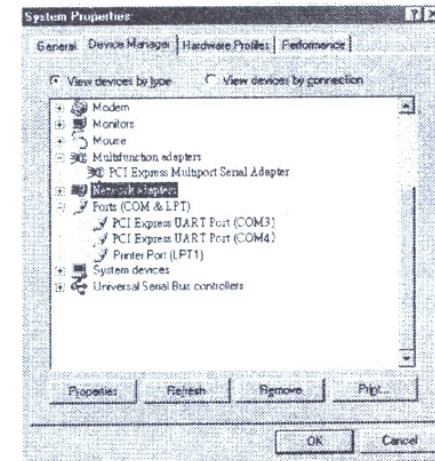 System Properties
General Device Manager Hardware Profiles Performance
View devices by type View devices by connection
Modem
Monitors
Mouse
Multifunction adapters
PCI Express Multiport Serial Adapter
Network adapters
Ports (COM & LPT)
PCI Express UART Port (COM3)
PCI Express UART Port (COM4)
Printer Port (LPT1)
System devices
Universal Serial Bus controllers
Properties Refresh Remove Print...
OK Cancel